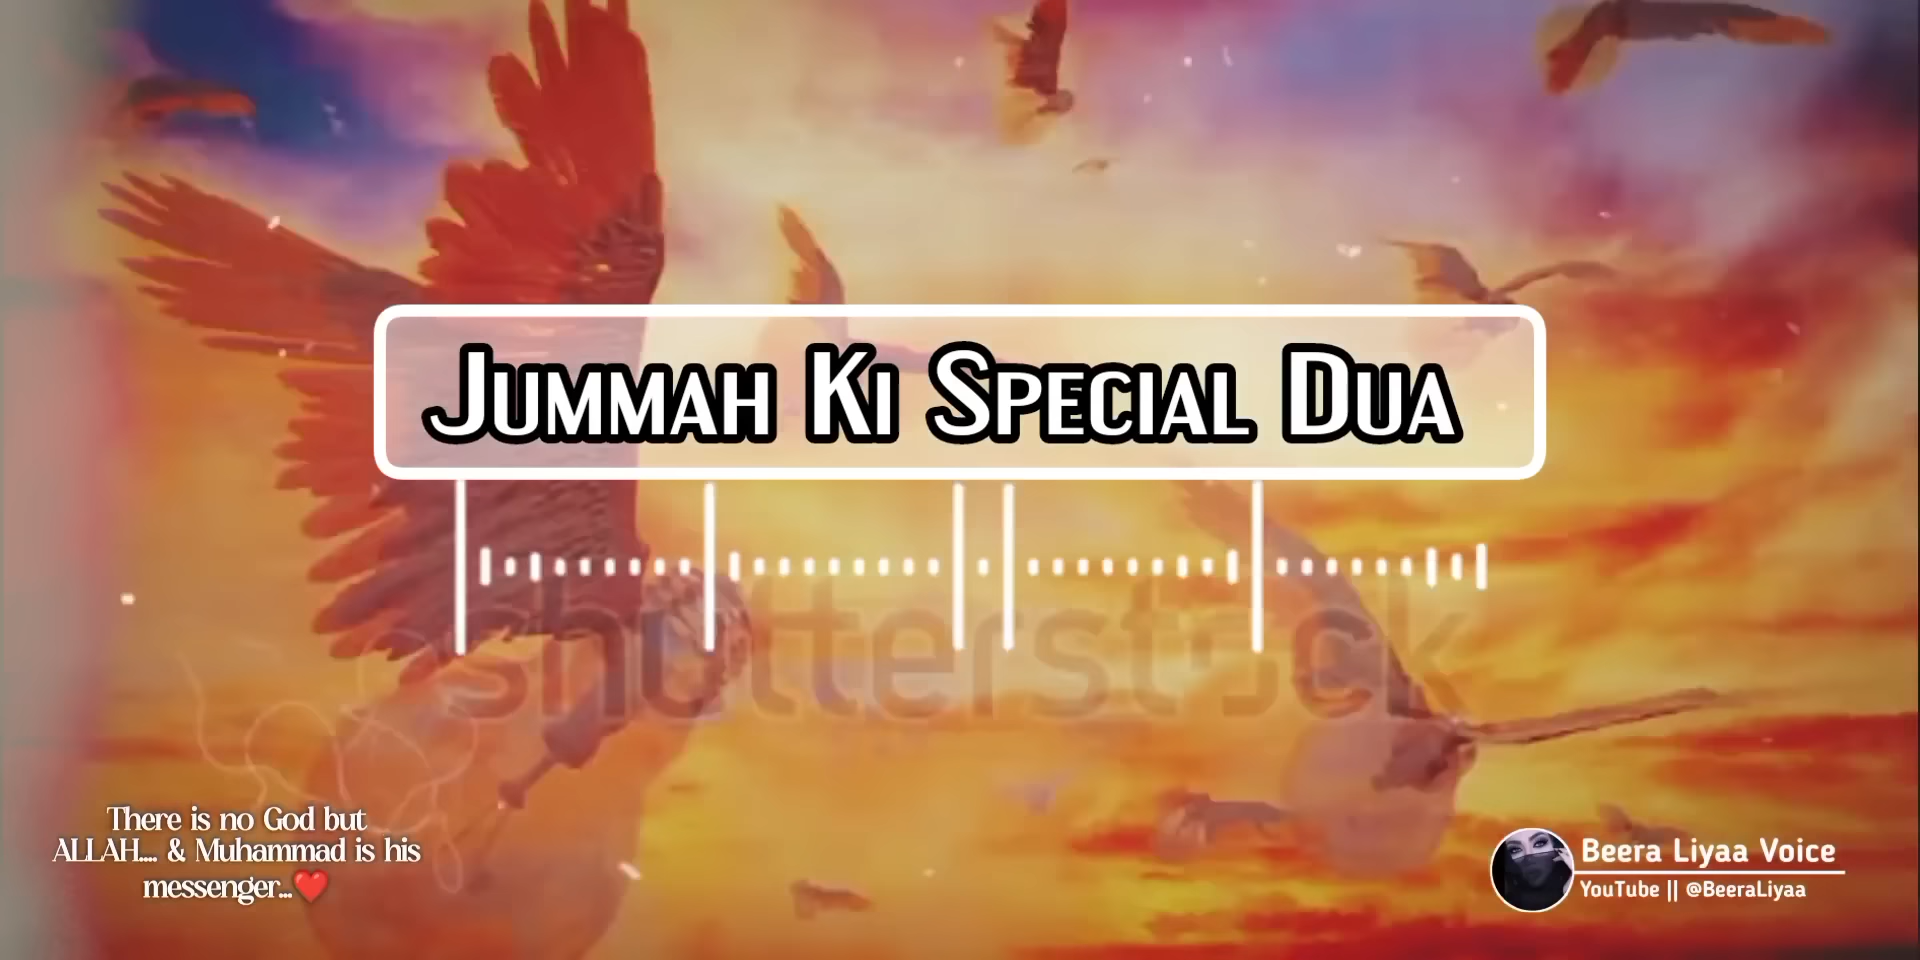 Jummah Ki Special Dua
shutterstock
There is no God but
ALLAH.... & Muhammad is his
messenger...❤️
Beera Liyaa Voice
YouTube || @BeeraLiyaa